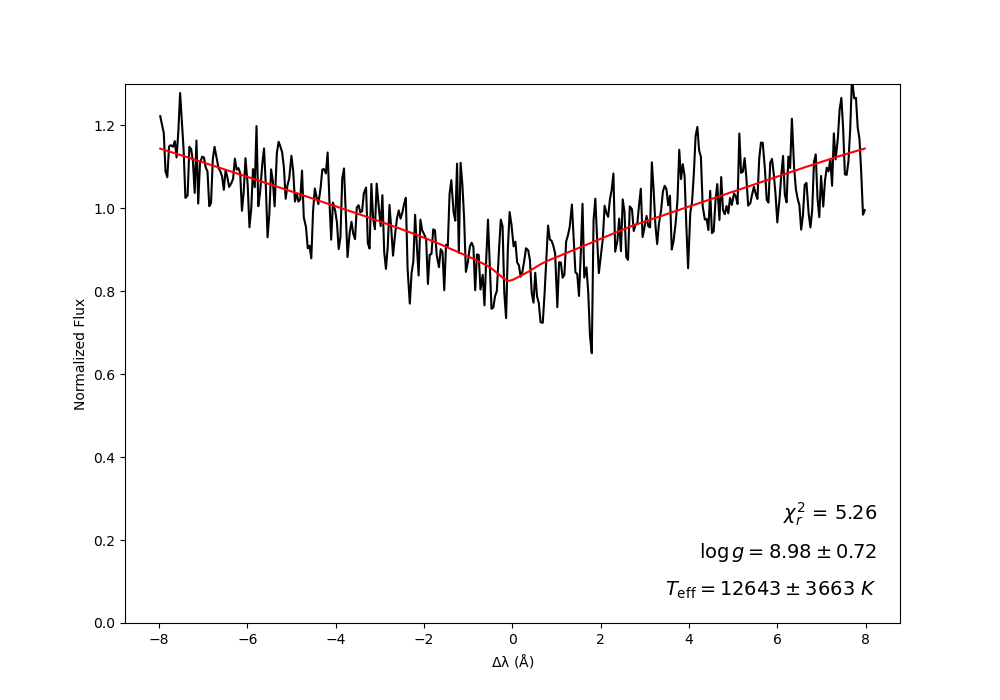 Normalized Flux
1.2
1.0
0.8
0.6
0.4
0.2
0.0
χ²ᵣ = 5.26
log g = 8.98 ± 0.72
T_eff = 12643 ± 3663 K
−8 −6 −4 −2 0 2 4 6 8
Δλ (Å)